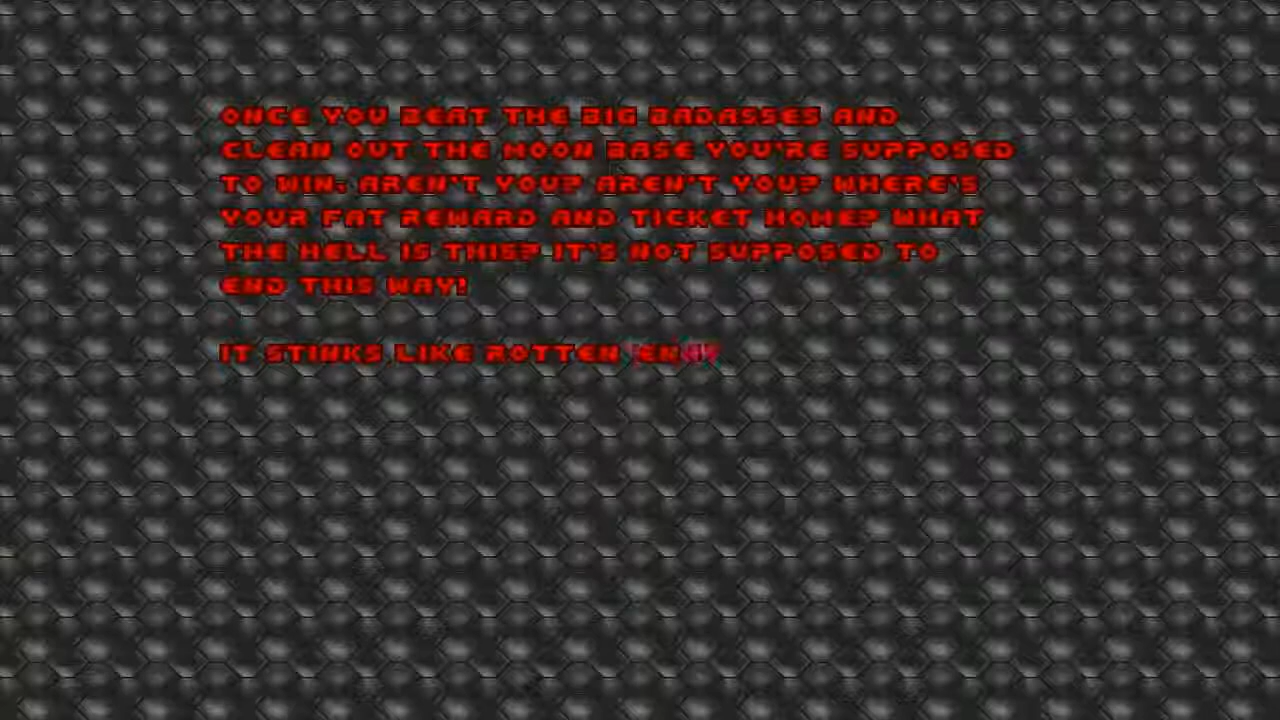 ONCE YOU BEAT THE BIG BADASSES AND
CLEAN OUT THE MOON BASE YOU'RE SUPPOSED
TO WIN, AREN'T YOU? AREN'T YOU? WHERE'S
YOUR FAT REWARD AND TICKET HOME? WHAT
THE HELL IS THIS? IT'S NOT SUPPOSED TO
END THIS WAY!
IT STINKS LIKE ROTTEN